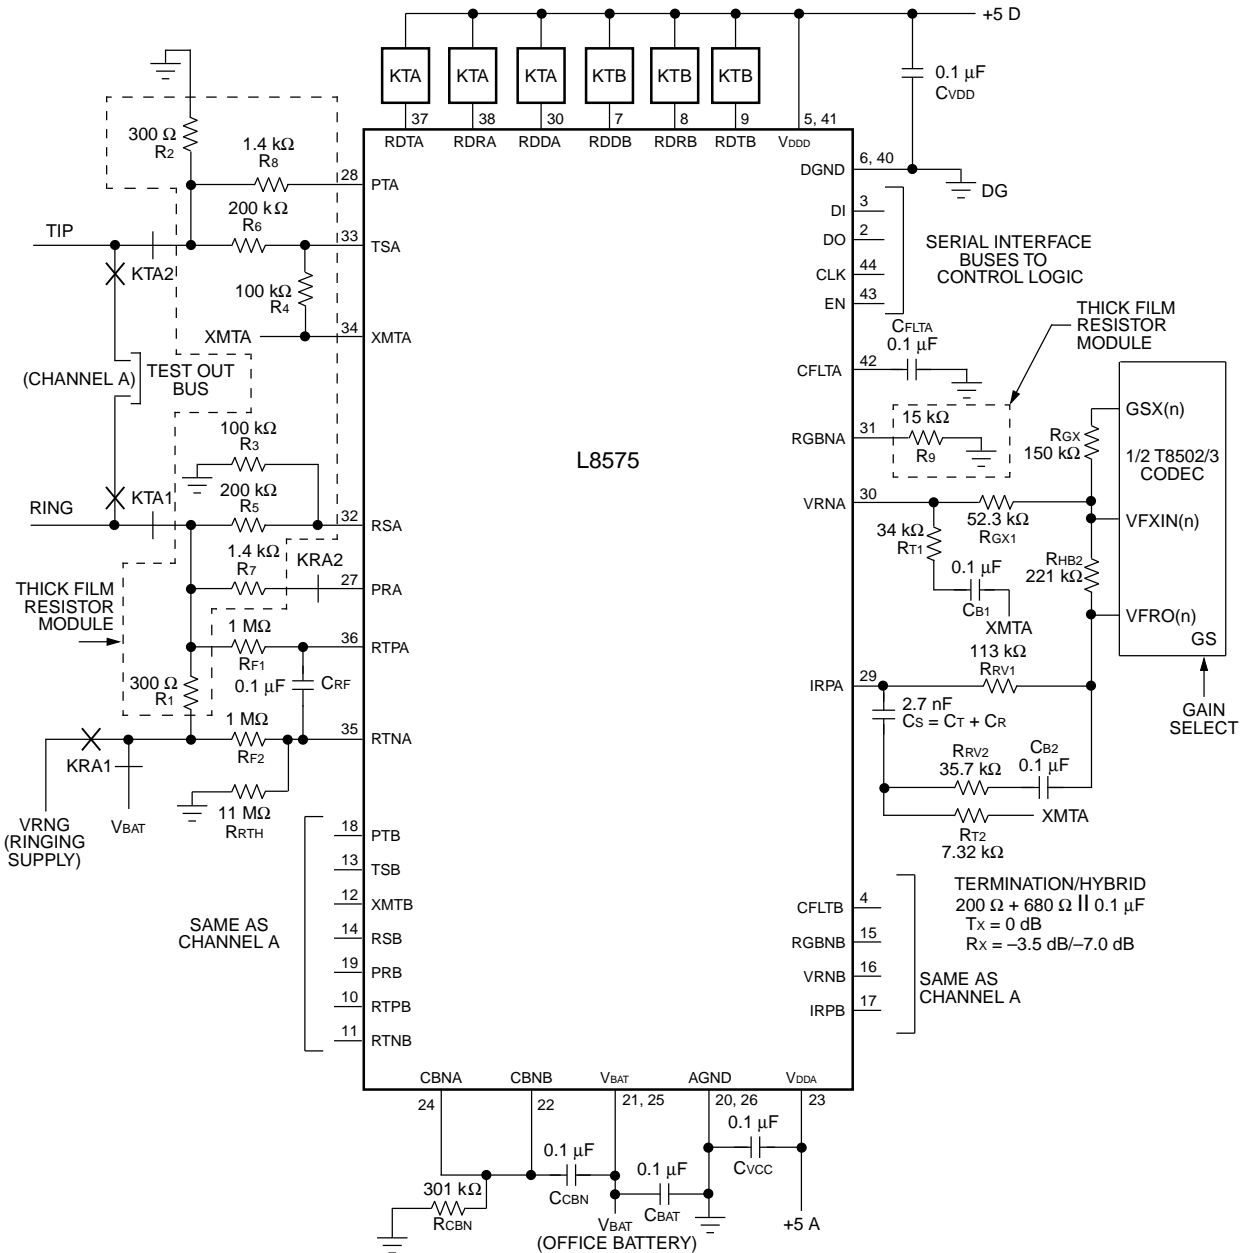 +5 D
KTA
KTA
KTA
KTB
KTB
KTB
0.1 µF
CVDD
37
38
30
7
8
9
5, 41
RDTA
RDRA
RDDA
RDDB
RDRB
RDTB
VDDD
6, 40
DGND
DG
300 Ω
R2
1.4 kΩ
R8
28
PTA
200 kΩ
R6
TIP
33
TSA
KTA2
100 kΩ
R4
XMTA
34
XMTA
(CHANNEL A)
TEST OUT
BUS
100 kΩ
R3
KTA1
200 kΩ
R5
RING
32
RSA
1.4 kΩ
R7
KRA2
27
PRA
THICK FILM
RESISTOR
MODULE
1 MΩ
RF1
36
RTPA
300 Ω
R1
0.1 µF
CRF
1 MΩ
RF2
35
RTNA
KRA1
11 MΩ
RRTH
VRNG
(RINGING
SUPPLY)
VBAT
L8575
DI
3
DO
2
CLK
44
EN
43
SERIAL INTERFACE
BUSES TO
CONTROL LOGIC
THICK FILM
RESISTOR
MODULE
CFLTA
0.1 µF
CFLTA
42
15 kΩ
R9
RGBNA
31
GSX(n)
RGX
150 kΩ
1/2 T8502/3
CODEC
VRNA
30
52.3 kΩ
RGX1
34 kΩ
RT1
VFXIN(n)
0.1 µF
CB1
XMTA
RHB2
221 kΩ
VFRO(n)
GS
113 kΩ
RRV1
IRPA
29
2.7 nF
CS = CT + CR
GAIN
SELECT
RRV2
35.7 kΩ
CB2
0.1 µF
XMTA
RT2
7.32 kΩ
TERMINATION/HYBRID
200 Ω + 680 Ω || 0.1 µF
TX = 0 dB
RX = –3.5 dB/–7.0 dB
18
PTB
13
TSB
12
XMTB
14
RSB
19
PRB
10
RTPB
11
RTNB
SAME AS
CHANNEL A
CFLTB
4
RGBNB
15
VRNB
16
IRPB
17
SAME AS
CHANNEL A
CBNA
CBNB
VBAT
AGND
VDDA
24
22
21, 25
20, 26
23
0.1 µF
CVCC
0.1 µF
CCBN
0.1 µF
CBAT
301 kΩ
RCBN
VBAT
(OFFICE BATTERY)
+5 A